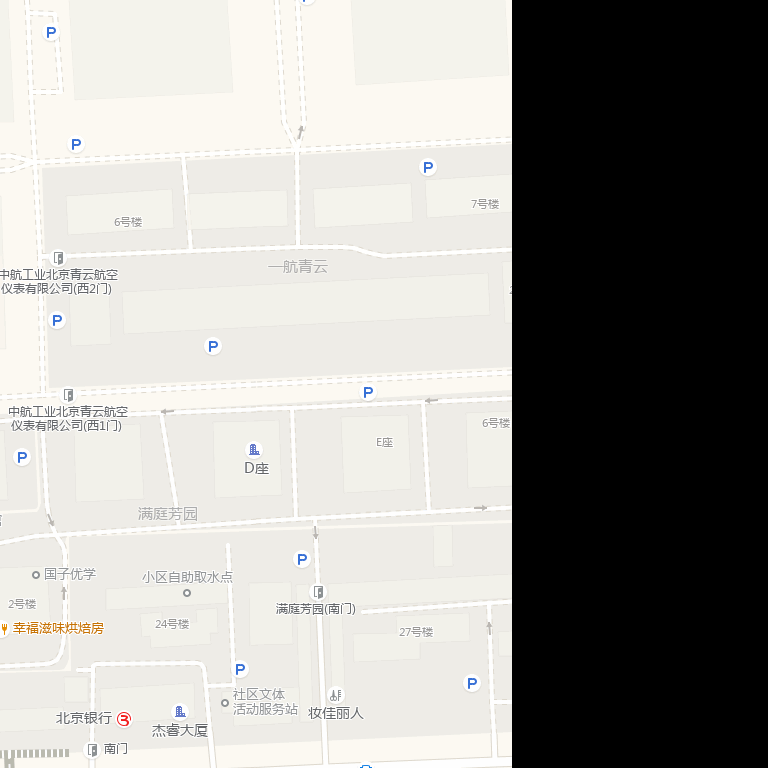 P
P
P
6号楼
7号楼
中航工业北京青云航空
仪表有限公司(西2门)
一航青云
P
P
P
中航工业北京青云航空
仪表有限公司(西1门)
6号楼
E座
P
D座
满庭芳园
P
国子优学
小区自助取水点
2号楼
满庭芳园(南门)
幸福滋味烘焙房
24号楼
27号楼
P
P
社区文体
活动服务站
北京银行
妆佳丽人
杰睿大厦
南门